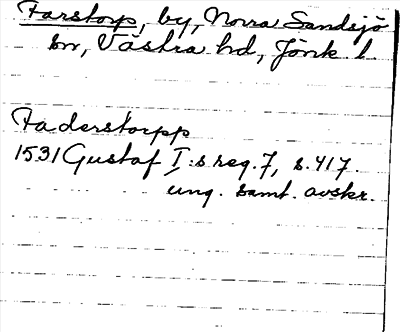 Farstorp, by, Norra Sandsjö
sn, Västra hd, Jönk. l.
Faderstorpp
1531 Gustaf I:s reg. 7, s. 417.
ung. samt. avskr.